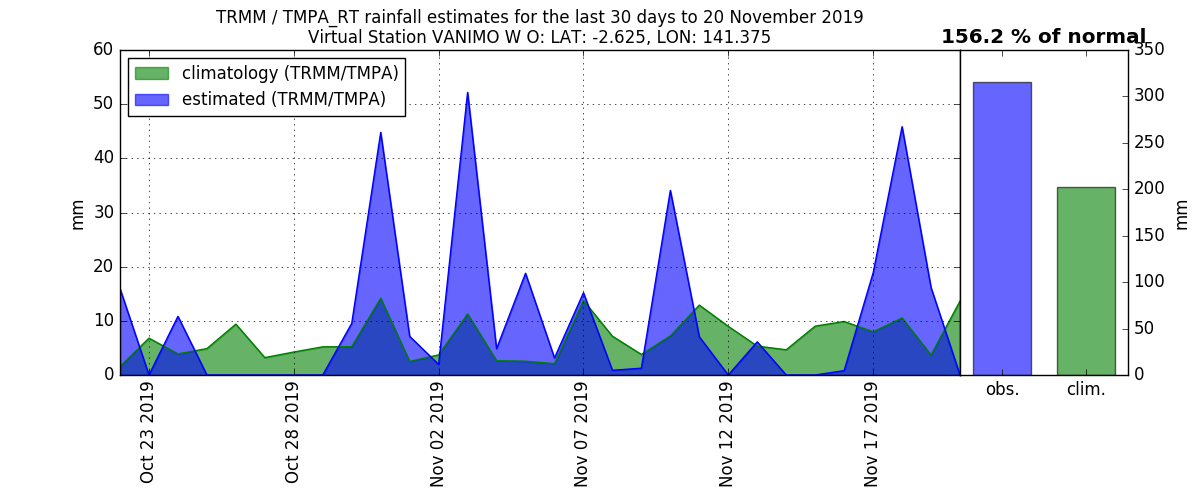 TRMM / TMPA_RT rainfall estimates for the last 30 days to 20 November 2019
Virtual Station VANIMO W O: LAT: -2.625, LON: 141.375
156.2 % of normal
climatology (TRMM/TMPA)
estimated (TRMM/TMPA)
60
50
40
30
20
10
0
mm
Oct 23 2019
Oct 28 2019
Nov 02 2019
Nov 07 2019
Nov 12 2019
Nov 17 2019
350
300
250
200
150
100
50
0
mm
obs.
clim.